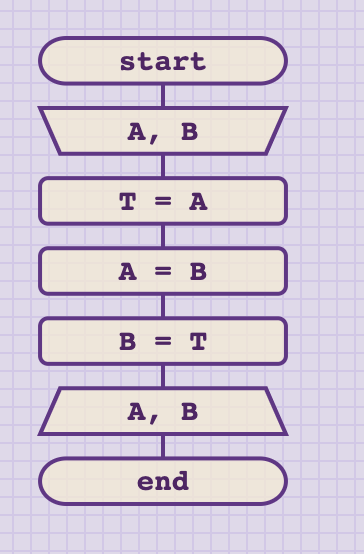 start
A, B
T = A
A = B
B = T
A, B
end